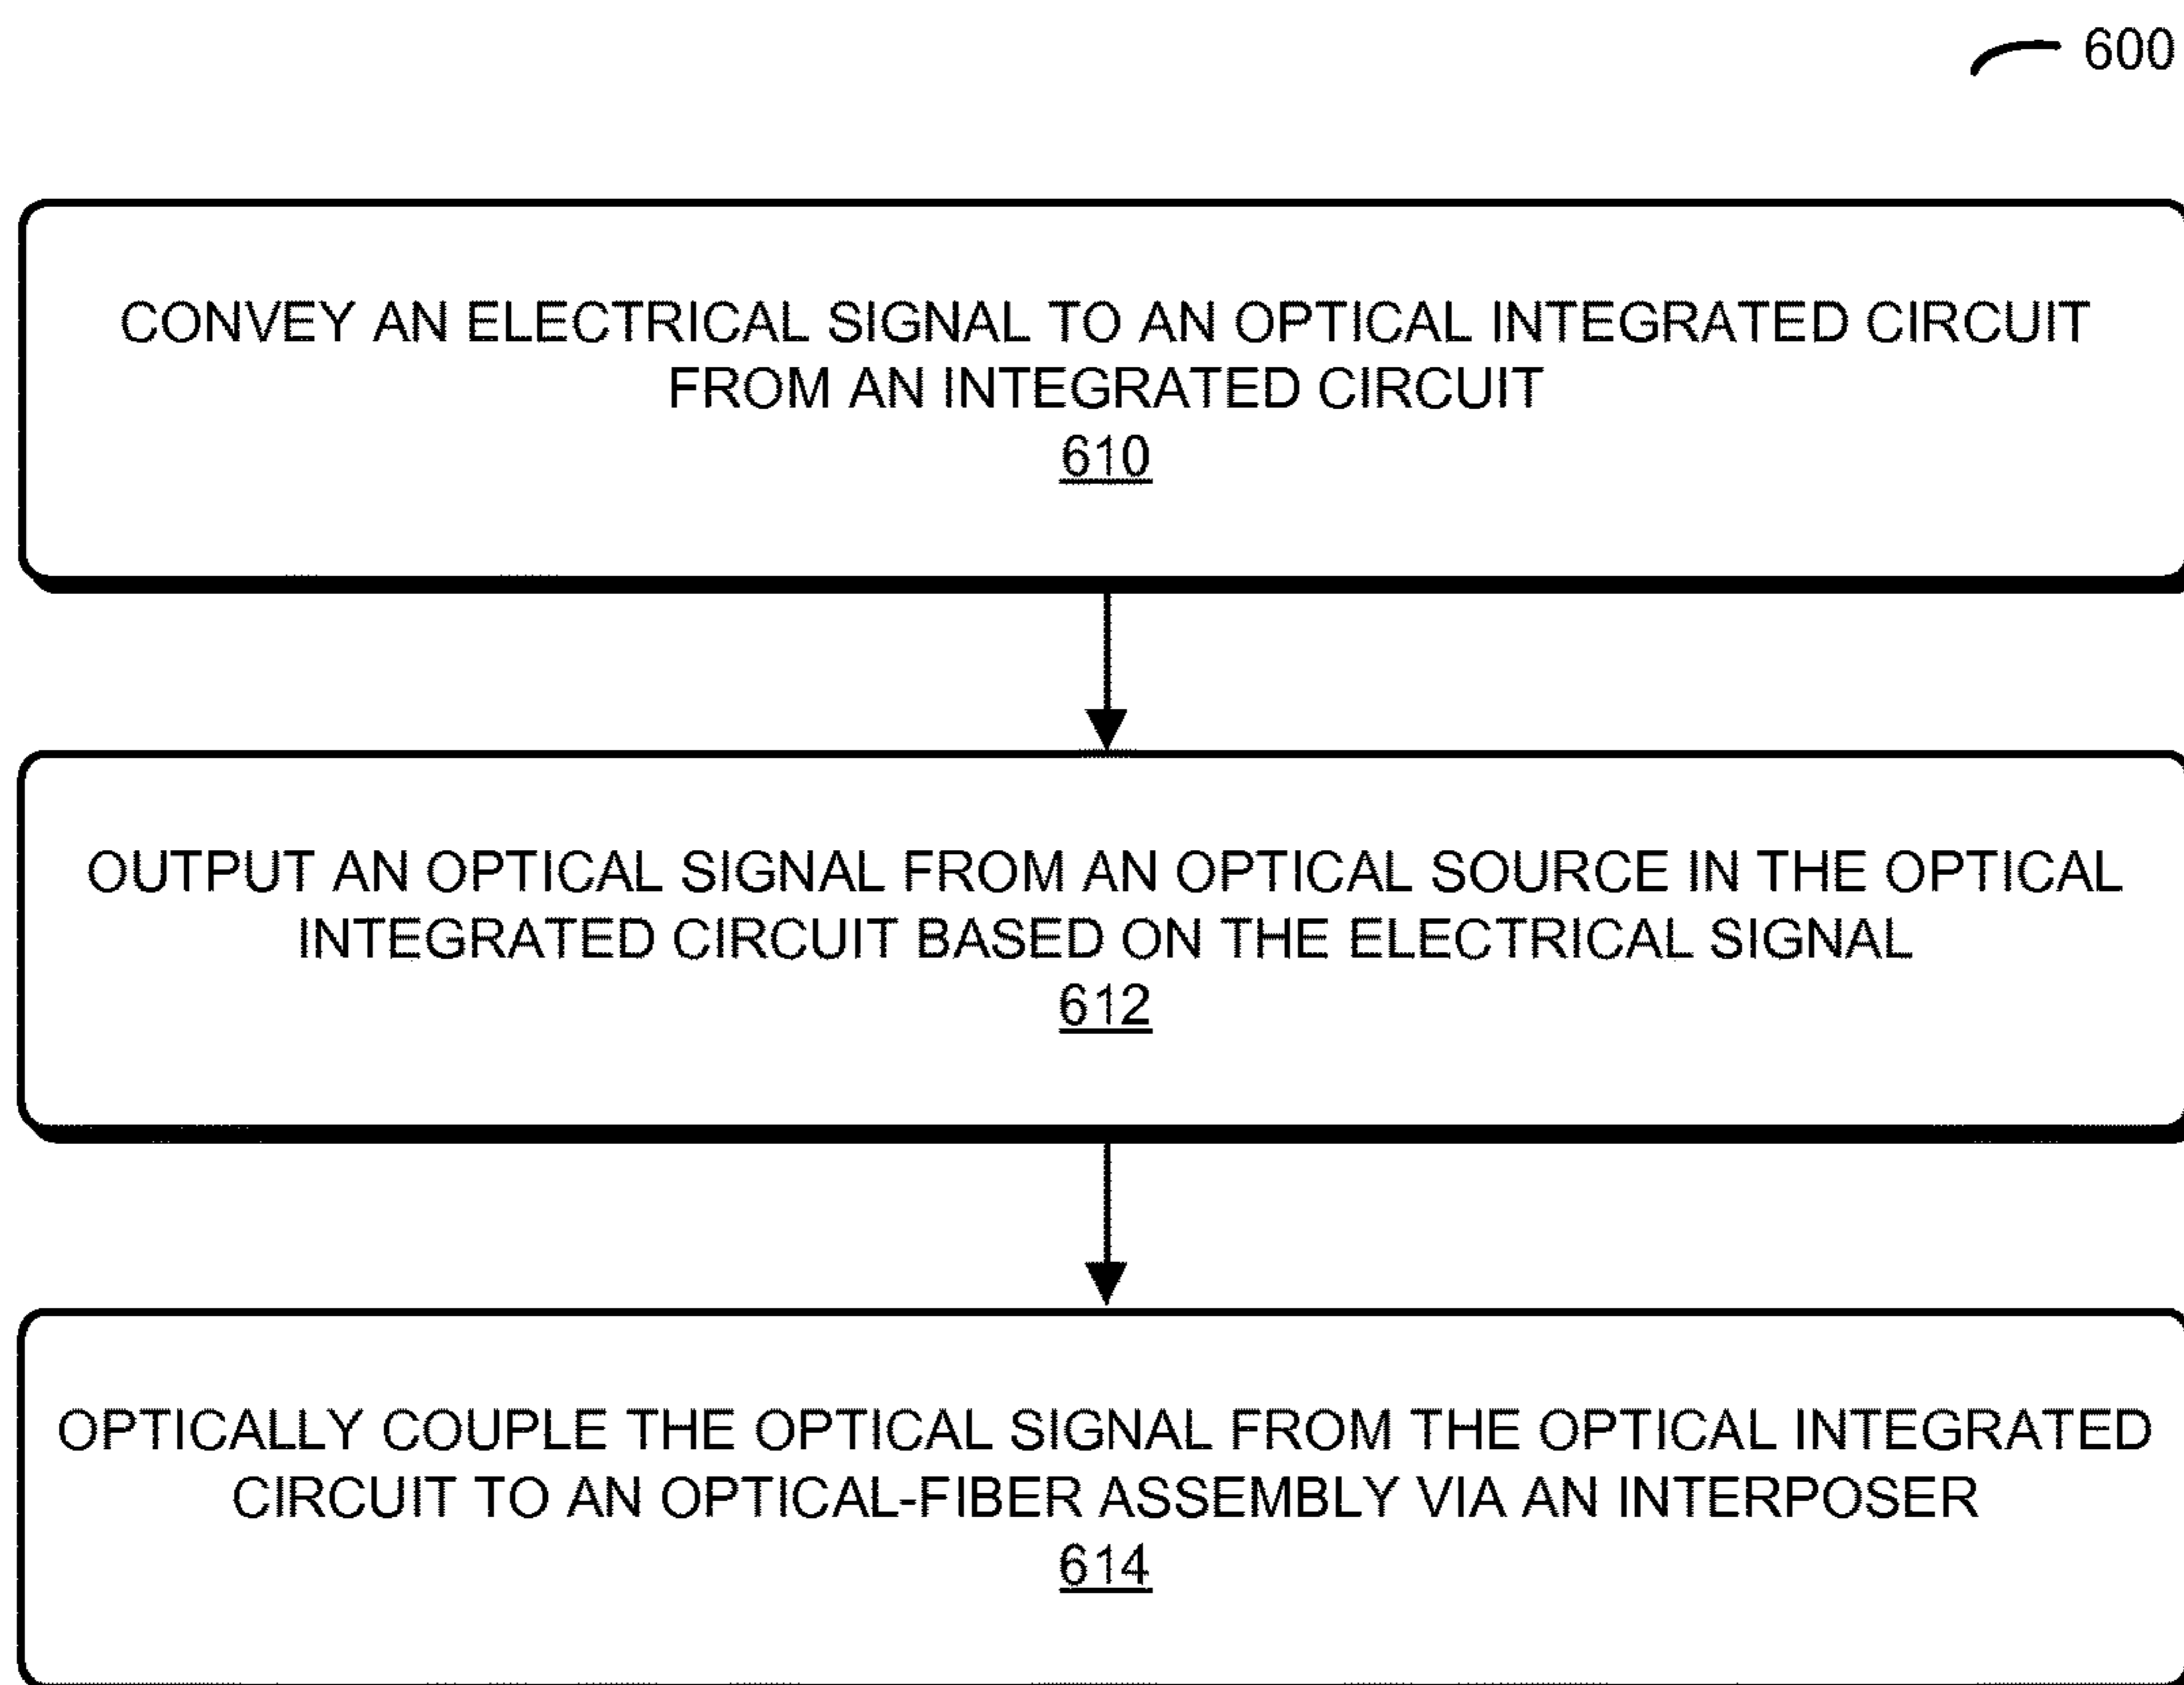 600
CONVEY AN ELECTRICAL SIGNAL TO AN OPTICAL INTEGRATED CIRCUIT
FROM AN INTEGRATED CIRCUIT
610
OUTPUT AN OPTICAL SIGNAL FROM AN OPTICAL SOURCE IN THE OPTICAL
INTEGRATED CIRCUIT BASED ON THE ELECTRICAL SIGNAL
612
OPTICALLY COUPLE THE OPTICAL SIGNAL FROM THE OPTICAL INTEGRATED
CIRCUIT TO AN OPTICAL-FIBER ASSEMBLY VIA AN INTERPOSER
614